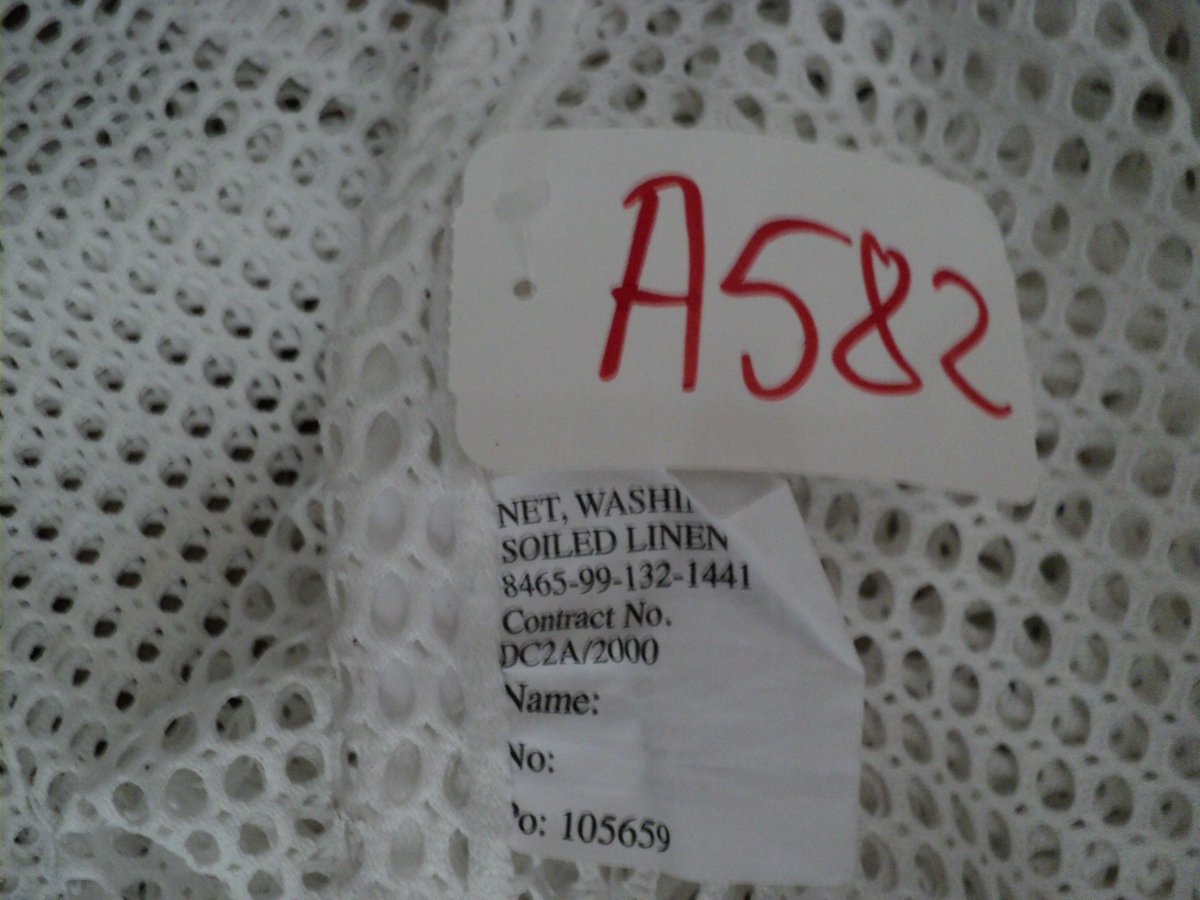 A582
NET, WASHI
SOILED LINEN
8465-99-132-1441
Contract No.
DC2A/2000
Name:
No:
Po: 105659